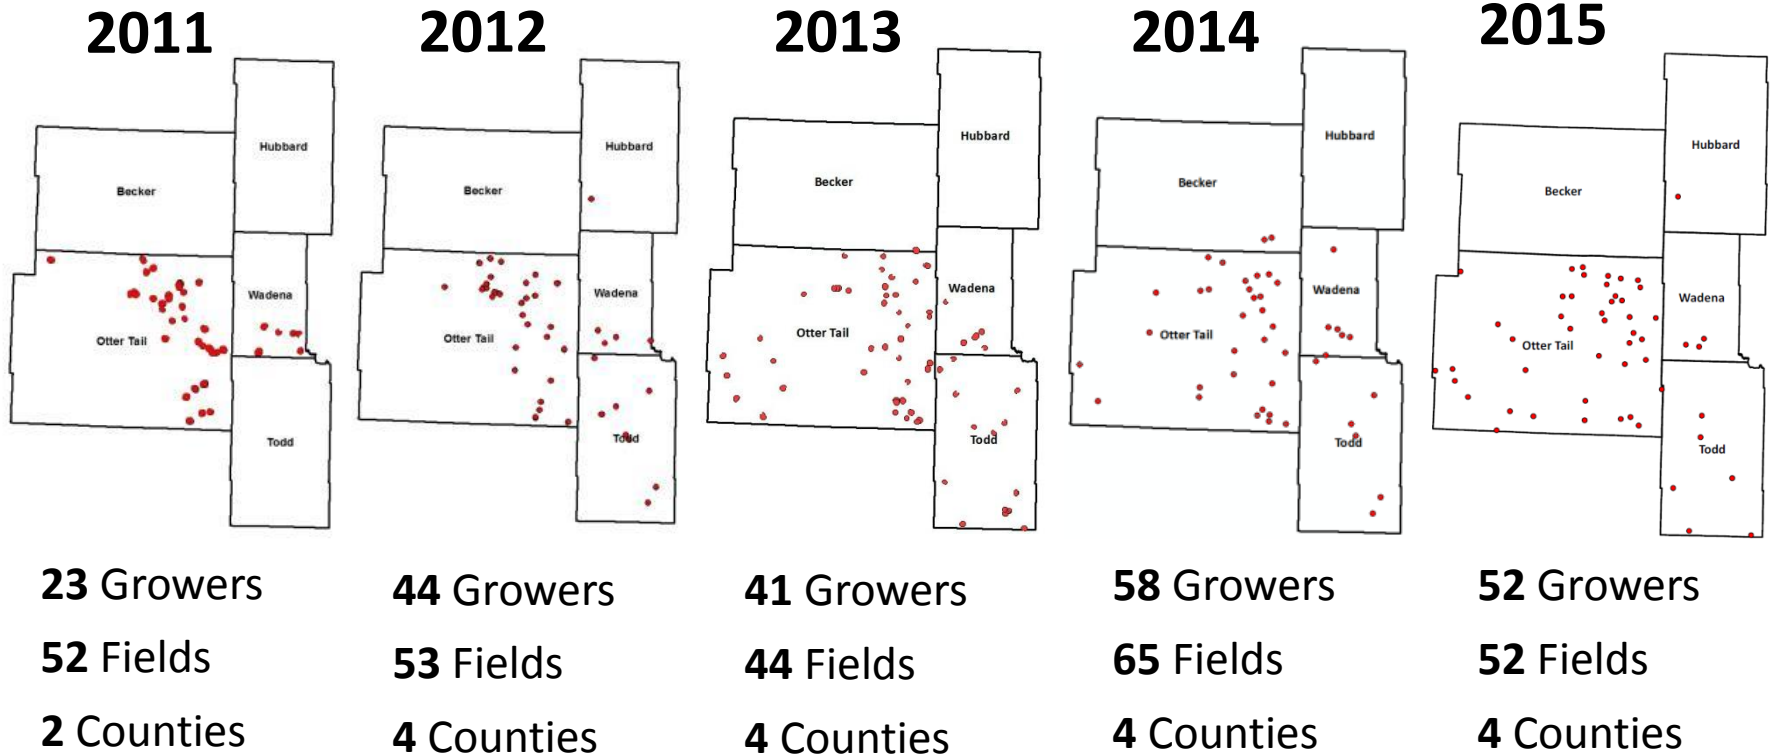 2011 2012 2013 2014 2015
Hubbard Hubbard Hubbard Hubbard Hubbard
Becker Becker Becker Becker Becker
Wadena Wadena Wadena Wadena Wadena
Otter Tail Otter Tail Otter Tail Otter Tail Otter Tail
Todd Todd Todd Todd Todd
23 Growers 44 Growers 41 Growers 58 Growers 52 Growers
52 Fields 53 Fields 44 Fields 65 Fields 52 Fields
2 Counties 4 Counties 4 Counties 4 Counties 4 Counties